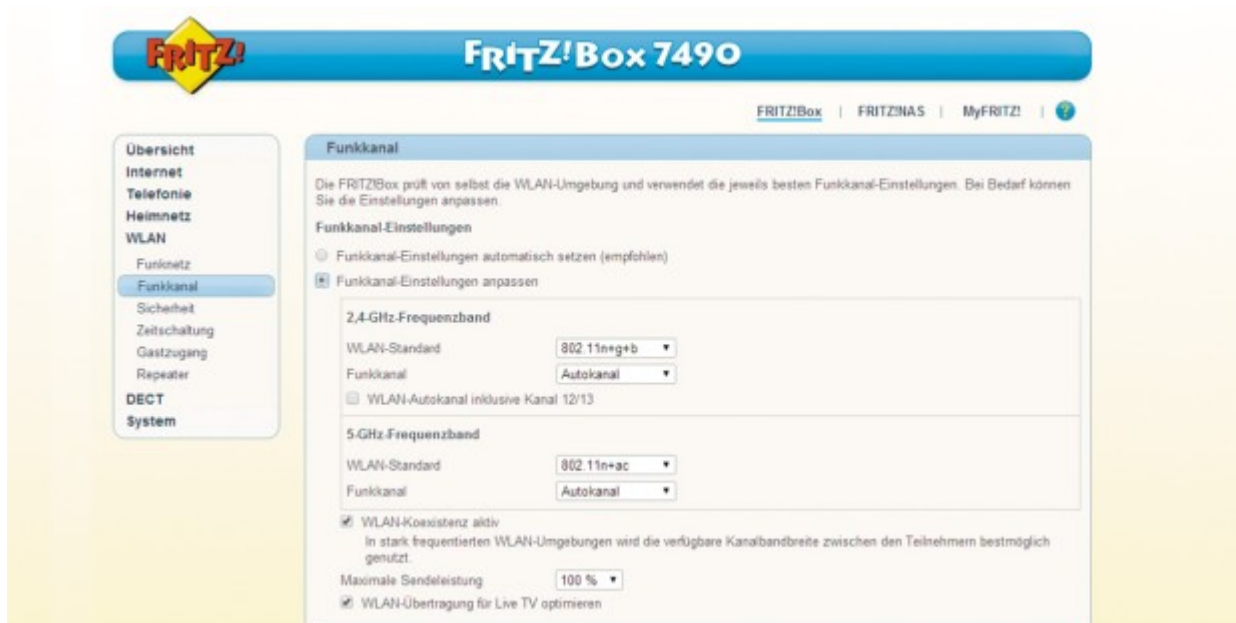 FRITZ!
FRITZ!Box 7490
FRITZ!Box | FRITZ!NAS | MyFRITZ! | ?
Übersicht
Internet
Telefonie
Heimnetz
WLAN
Funknetz
Funkkanal
Sicherheit
Zeitschaltung
Gastzugang
Repeater
DECT
System
Funkkanal
Die FRITZ!Box prüft von selbst die WLAN-Umgebung und verwendet die jeweils besten Funkkanal-Einstellungen. Bei Bedarf können
Sie die Einstellungen anpassen.
Funkkanal-Einstellungen
Funkkanal-Einstellungen automatisch setzen (empfohlen)
Funkkanal-Einstellungen anpassen
2,4-GHz-Frequenzband
WLAN-Standard 802.11n+g+b
Funkkanal Autokanal
WLAN-Autokanal inklusive Kanal 12/13
5-GHz-Frequenzband
WLAN-Standard 802.11n+ac
Funkkanal Autokanal
WLAN-Koexistenz aktiv
In stark frequentierten WLAN-Umgebungen wird die verfügbare Kanalbandbreite zwischen den Teilnehmern bestmöglich
genutzt.
Maximale Sendeleistung 100 %
WLAN-Übertragung für Live TV optimieren